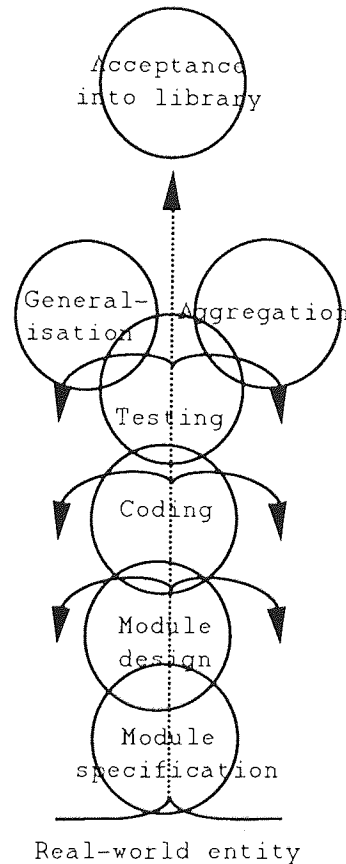 Acceptance
into library
General-
isation
Aggregation
Testing
Coding
Module
design
Module
specification
Real-world entity